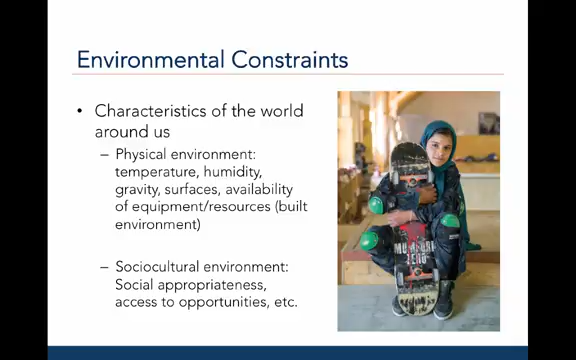 Environmental Constraints
• Characteristics of the world
around us
– Physical environment:
temperature, humidity,
gravity, surfaces, availability
of equipment/resources (built
environment)
– Sociocultural environment:
Social appropriateness,
access to opportunities, etc.
ZERO